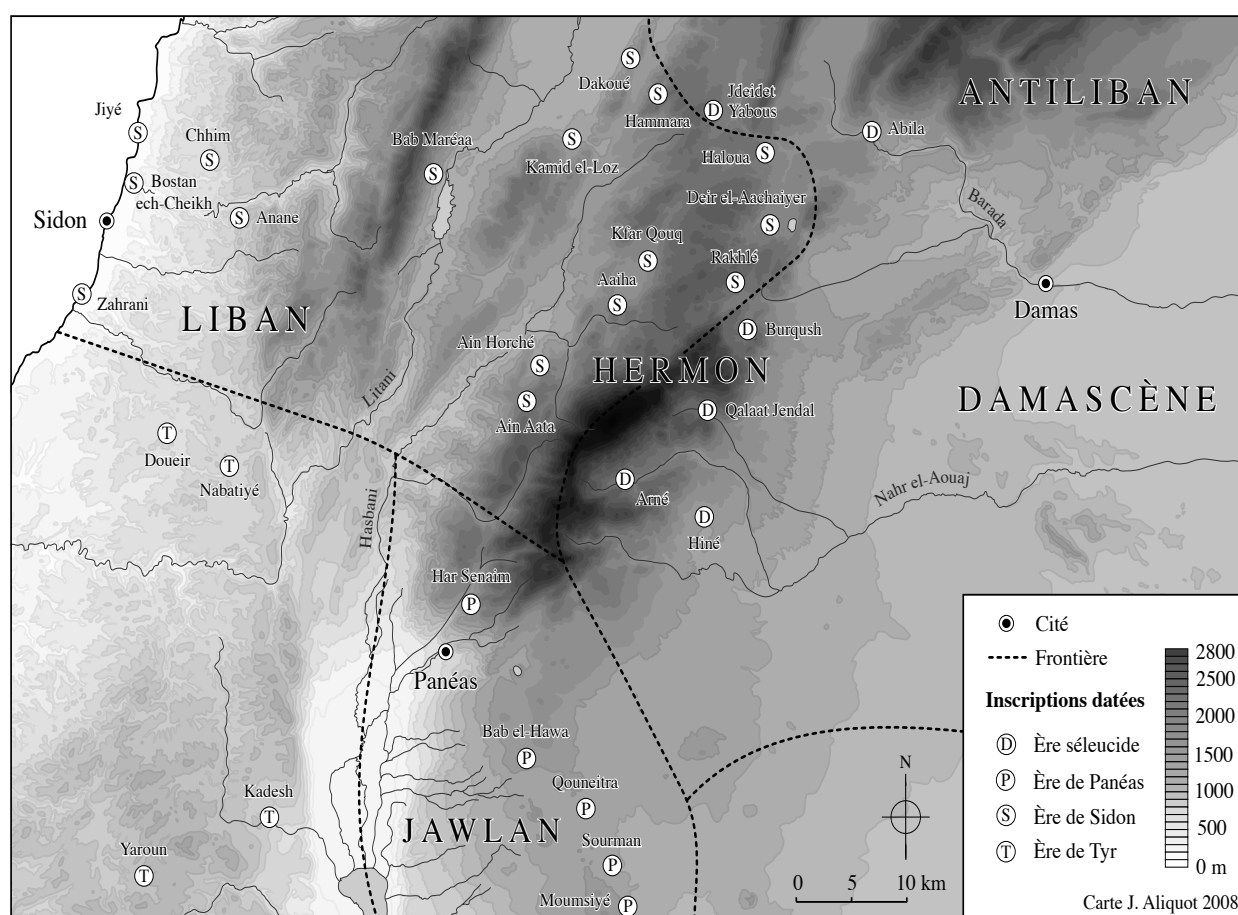 ANTILIBAN
Dakoué
Jdeidet
Yabous
Hammara
Jiyé
Chhim
Bab Maréaa
Kamid el-Loz
Haloua
Abila
Bostan
ech-Cheikh
Deir el-Aachaiyer
Barada
Sidon
Anane
Kfar Qouq
Rakhlé
Aaïha
Zahrani
Damas
LIBAN
Burqush
Ain Horché
HERMON
Litani
DAMASCÈNE
Ain Aata
Qalaat Jendal
Doueir
Nabatiyé
Arné
Nahr el-Aouaj
Hasbani
Hiné
Har Senaim
Panéas
Bab el-Hawa
Qouneitra
Kadesh
JAWLAN
Sourman
Yaroun
Moumsiyé
Cité
Frontière
Inscriptions datées
D Ère séleucide
P Ère de Panéas
S Ère de Sidon
T Ère de Tyr
2800
2500
2000
1500
1000
500
0 m
N
0 5 10 km
Carte J. Aliquot 2008